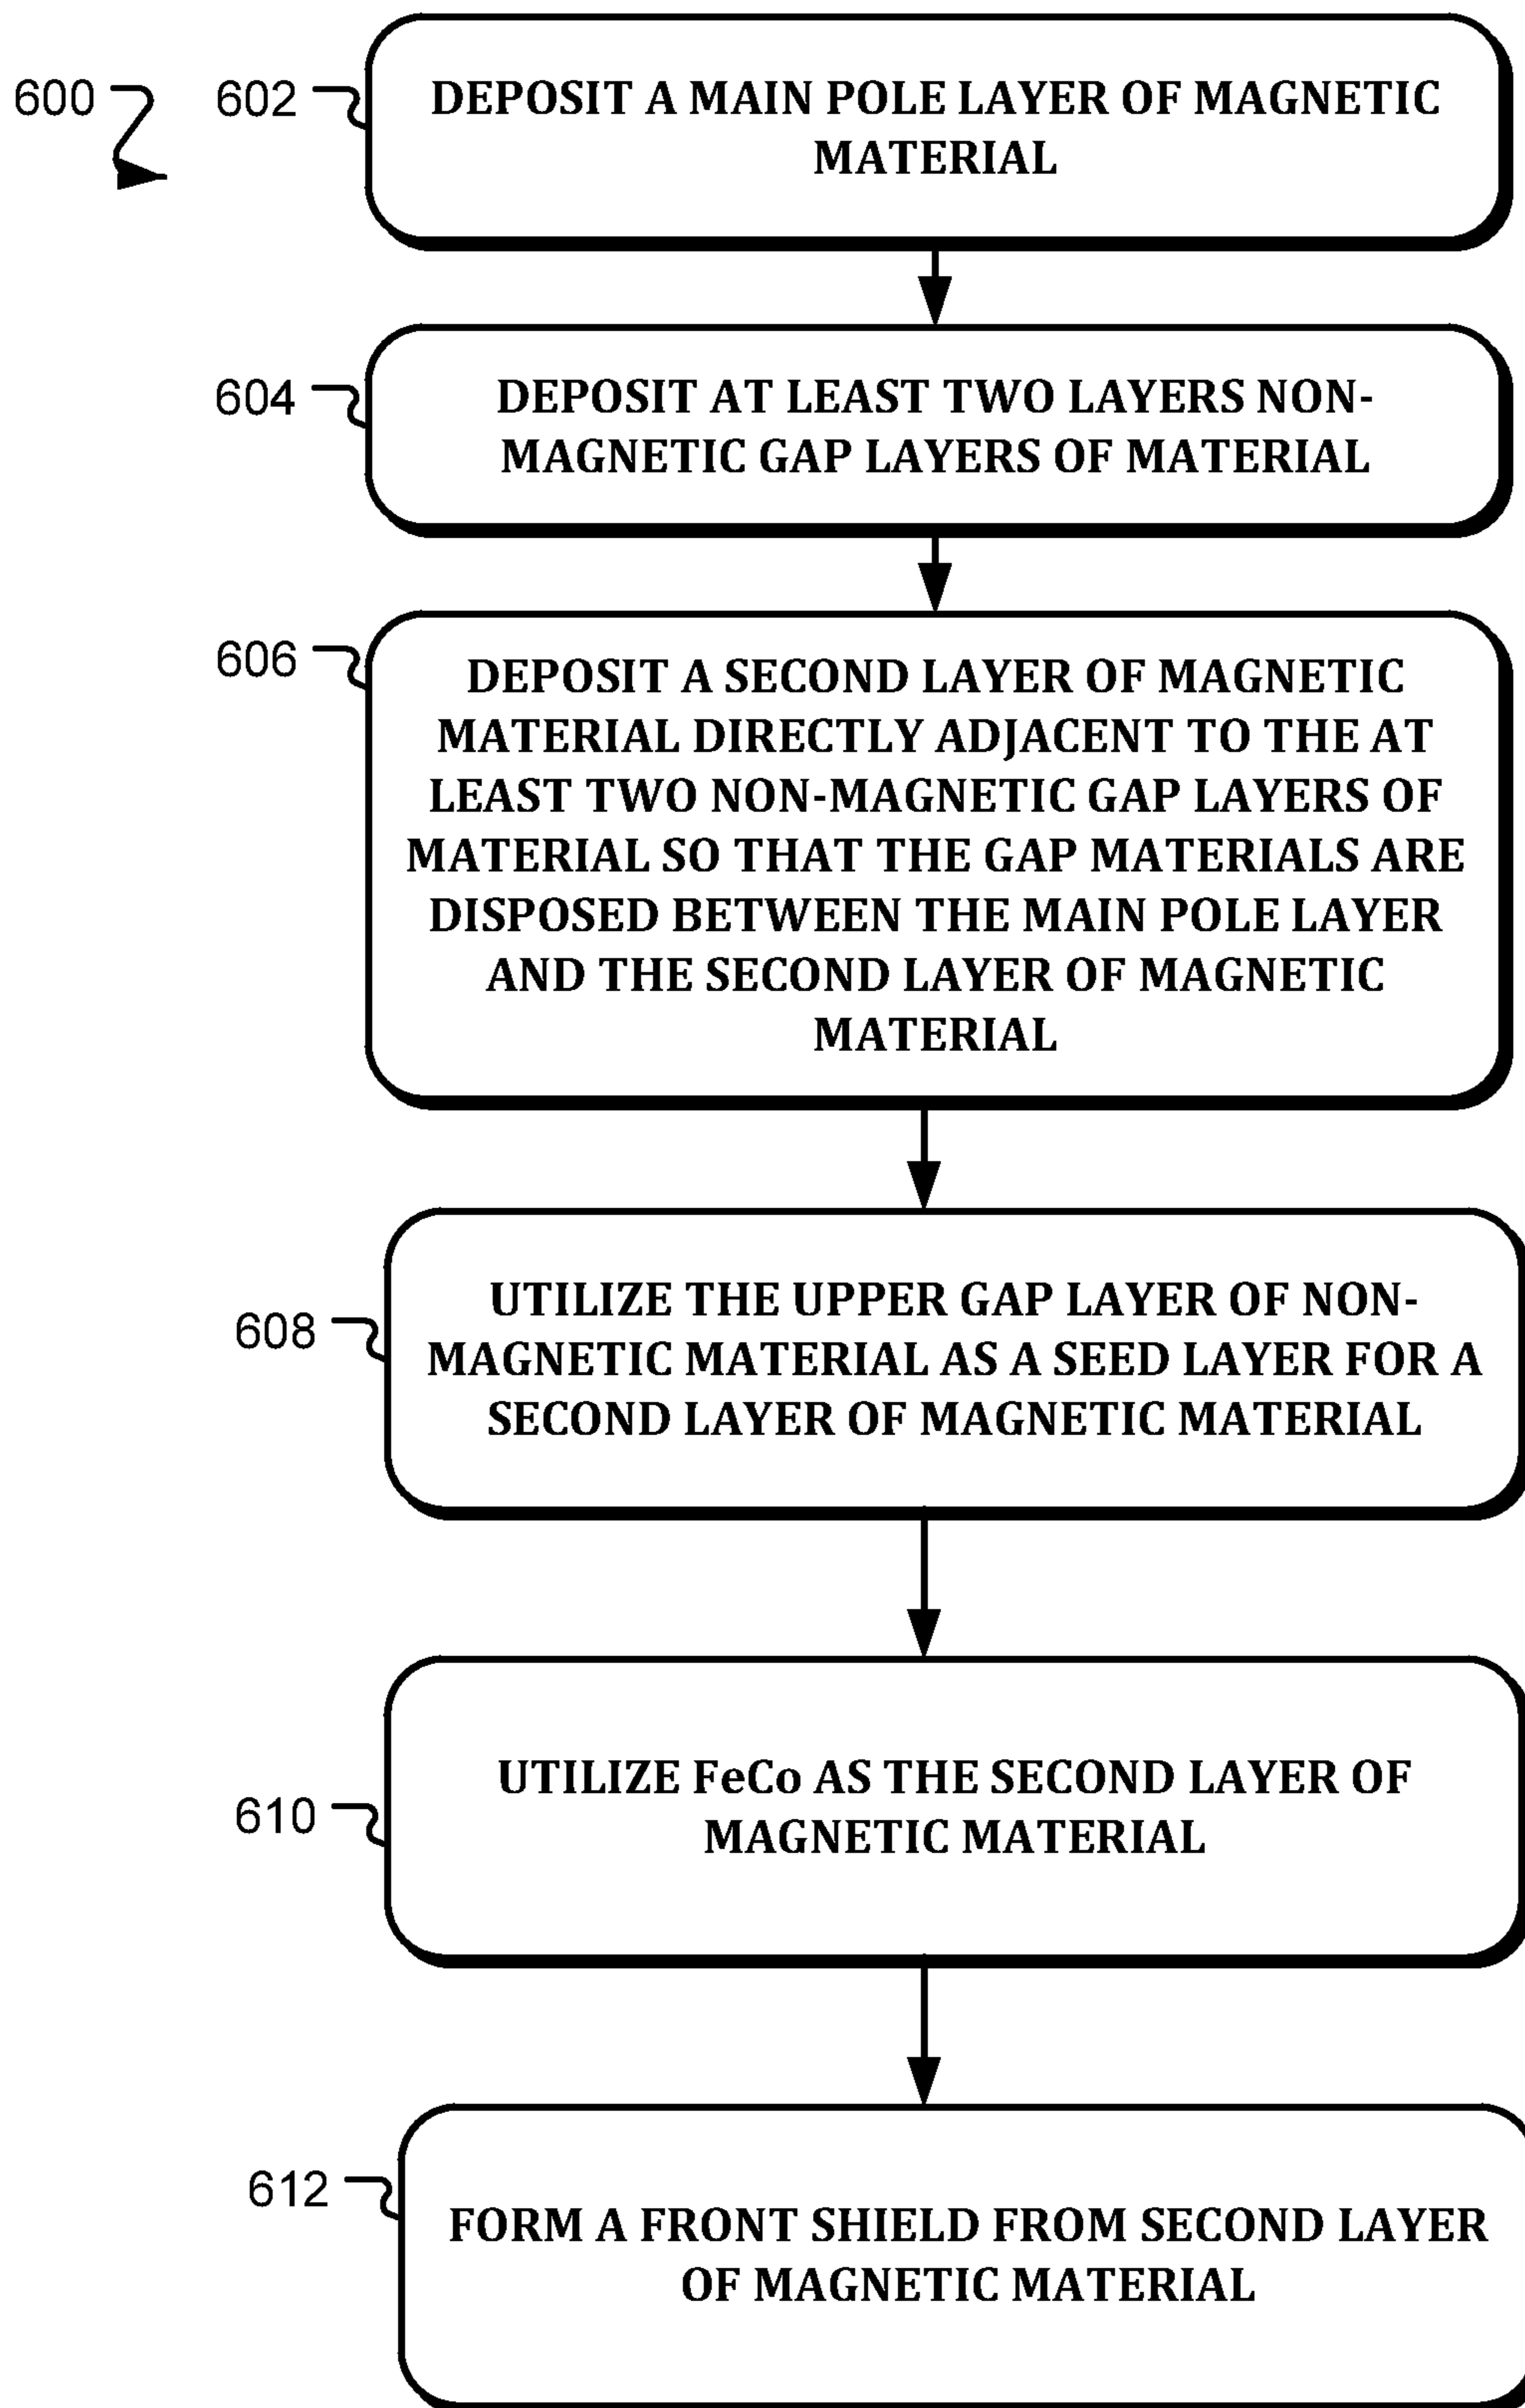 600
602
DEPOSIT A MAIN POLE LAYER OF MAGNETIC
MATERIAL
604
DEPOSIT AT LEAST TWO LAYERS NON-
MAGNETIC GAP LAYERS OF MATERIAL
606
DEPOSIT A SECOND LAYER OF MAGNETIC
MATERIAL DIRECTLY ADJACENT TO THE AT
LEAST TWO NON-MAGNETIC GAP LAYERS OF
MATERIAL SO THAT THE GAP MATERIALS ARE
DISPOSED BETWEEN THE MAIN POLE LAYER
AND THE SECOND LAYER OF MAGNETIC
MATERIAL
608
UTILIZE THE UPPER GAP LAYER OF NON-
MAGNETIC MATERIAL AS A SEED LAYER FOR A
SECOND LAYER OF MAGNETIC MATERIAL
610
UTILIZE FeCo AS THE SECOND LAYER OF
MAGNETIC MATERIAL
612
FORM A FRONT SHIELD FROM SECOND LAYER
OF MAGNETIC MATERIAL